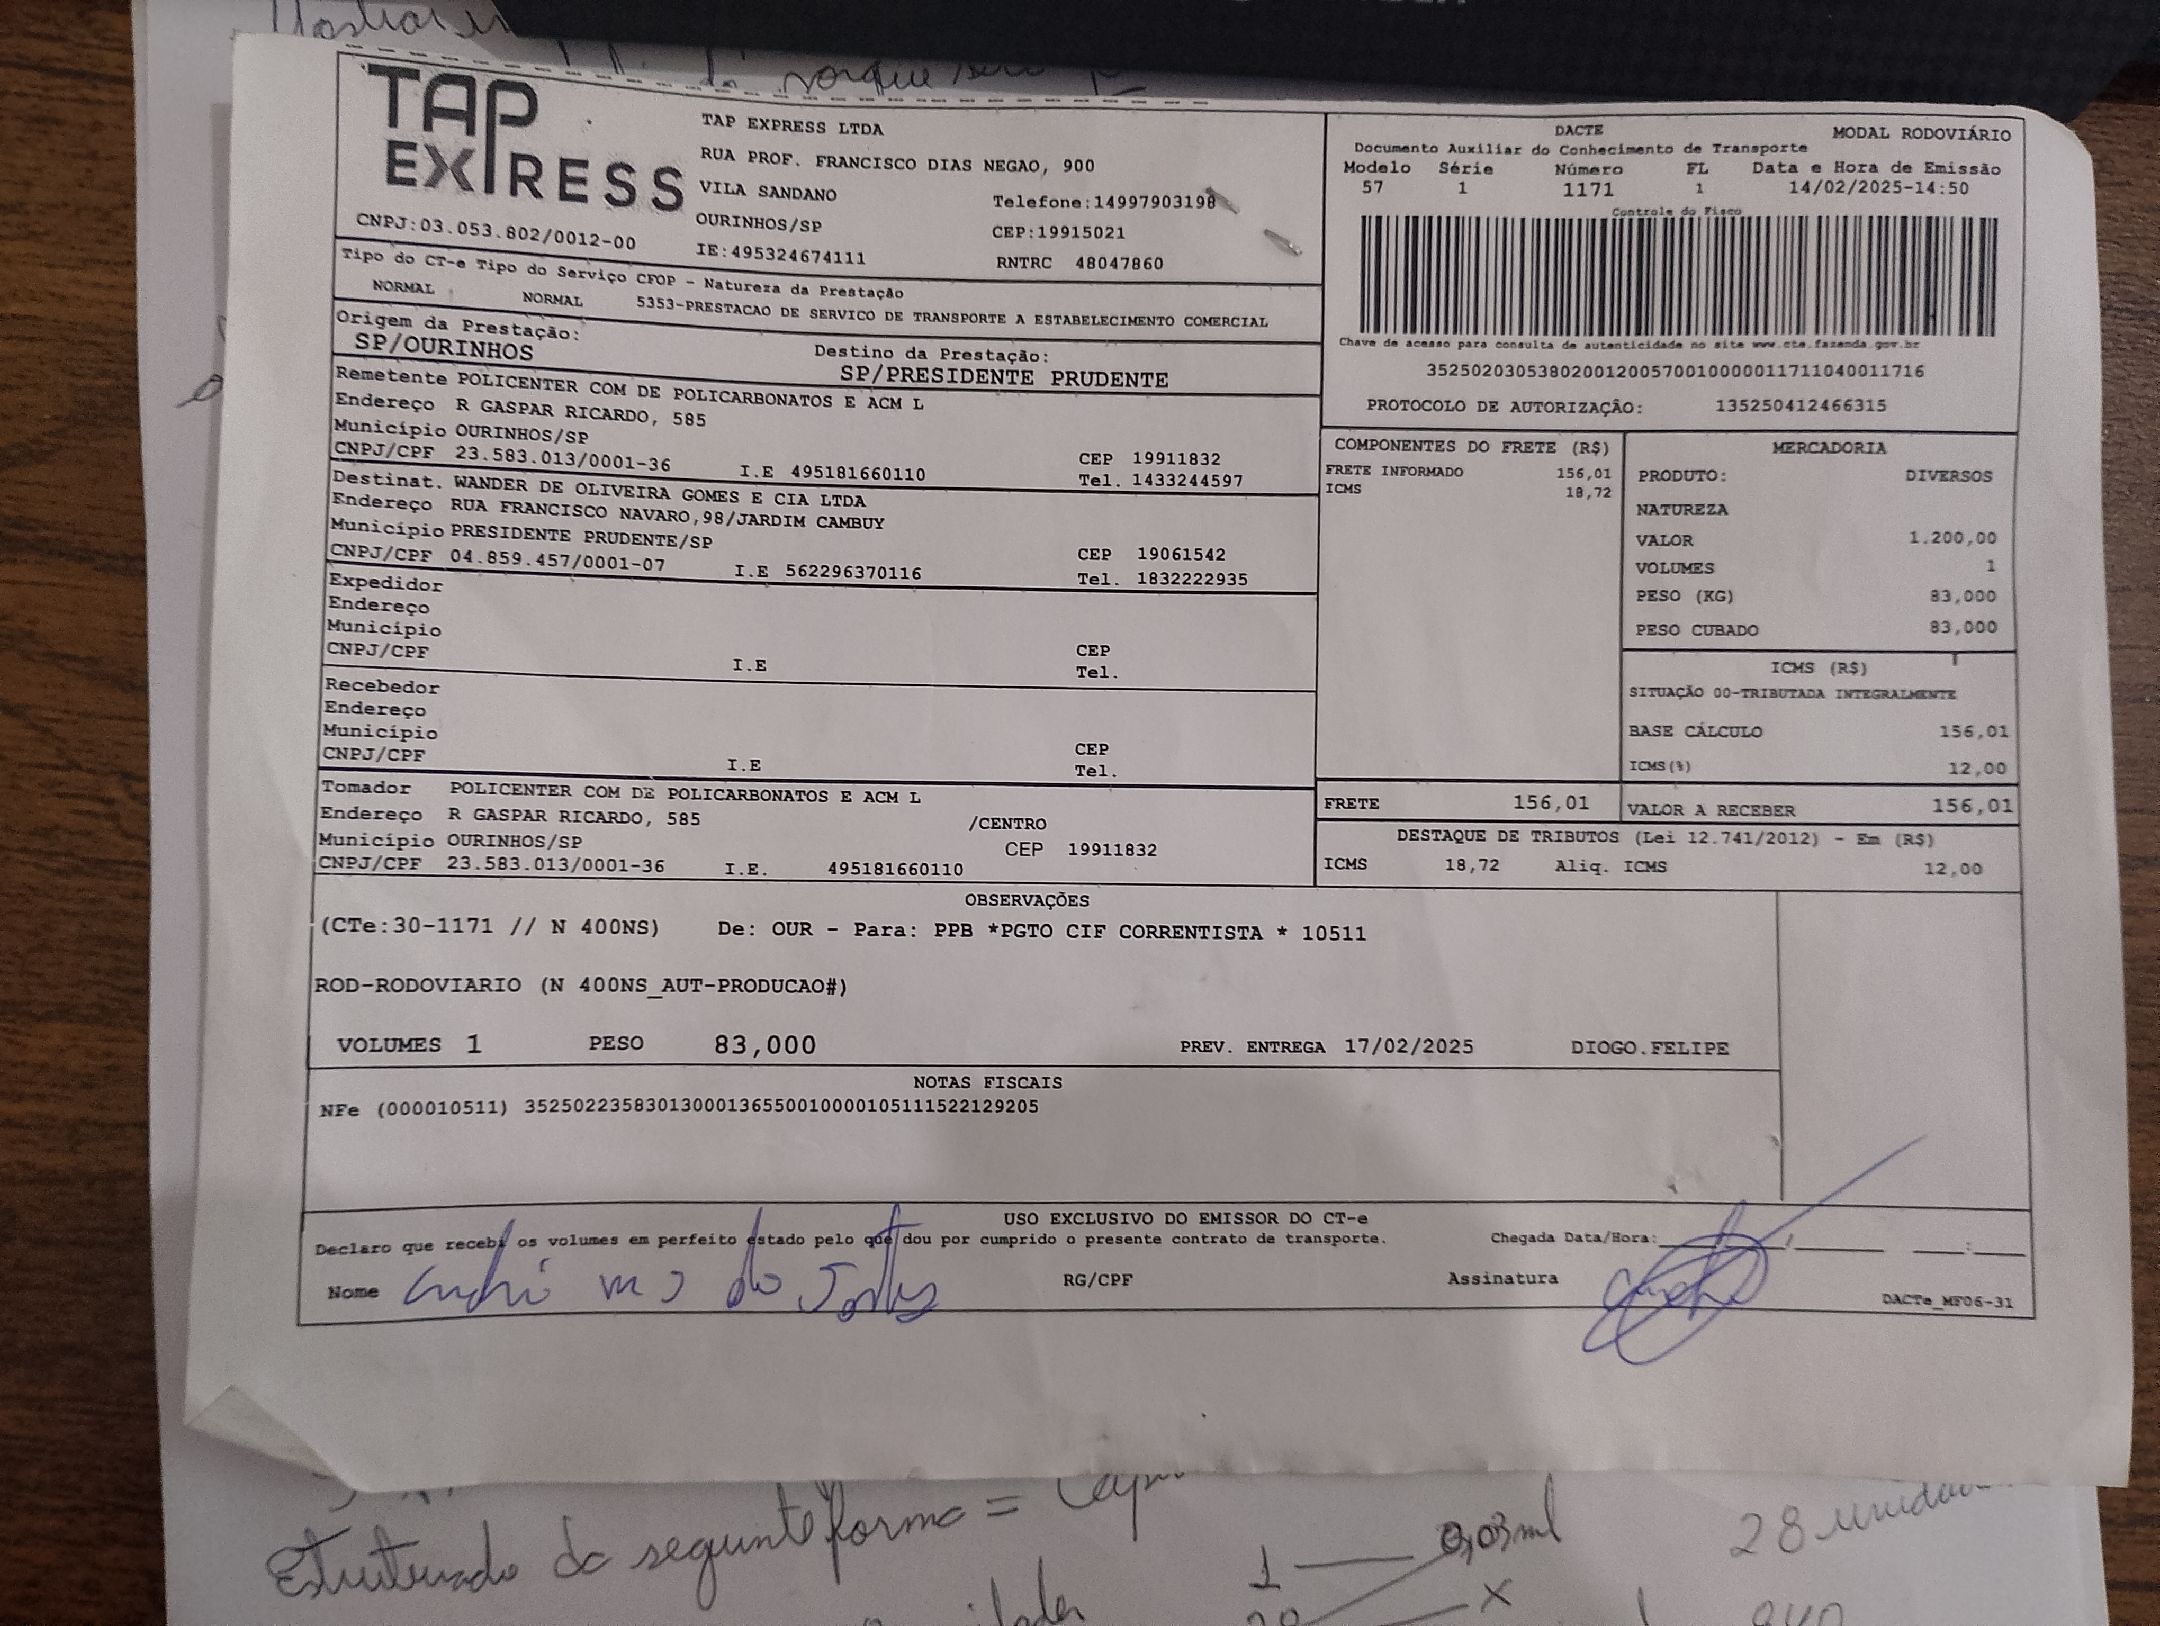 TAP EXPRESS
TAP EXPRESS LTDA
RUA PROF. FRANCISCO DIAS NEGAO, 900
VILA SANDANO
Telefone:14997903198
OURINHOS/SP
CEP:19915021
CNPJ:03.053.802/0012-00
IE:495324674111
RNTRC 48047860
DACTE
MODAL RODOVIÁRIO
Documento Auxiliar do Conhecimento de Transporte
Modelo Série Número FL Data e Hora de Emissão
57 1 1171 1 14/02/2025-14:50
Controle do Fisco
Chave de acesso para consulta de autenticidade no site www.cte.fazenda.gov.br
35250203053802001200570010000011711040011716
PROTOCOLO DE AUTORIZAÇÃO: 135250412466315
Tipo do CT-e Tipo do Serviço CFOP - Natureza da Prestação
NORMAL NORMAL 5353-PRESTACAO DE SERVICO DE TRANSPORTE A ESTABELECIMENTO COMERCIAL
Origem da Prestação:
SP/OURINHOS
Destino da Prestação:
SP/PRESIDENTE PRUDENTE
Remetente POLICENTER COM DE POLICARBONATOS E ACM L
Endereço R GASPAR RICARDO, 585
Município OURINHOS/SP
CEP 19911832
CNPJ/CPF 23.583.013/0001-36 I.E 495181660110 Tel. 1433244597
Destinat. WANDER DE OLIVEIRA GOMES E CIA LTDA
Endereço RUA FRANCISCO NAVARO,98/JARDIM CAMBUY
Município PRESIDENTE PRUDENTE/SP
CEP 19061542
CNPJ/CPF 04.859.457/0001-07 I.E 562296370116 Tel. 1832222935
Expedidor
Endereço
Município
CEP
CNPJ/CPF I.E Tel.
Recebedor
Endereço
Município
CEP
CNPJ/CPF I.E Tel.
Tomador POLICENTER COM DE POLICARBONATOS E ACM L
Endereço R GASPAR RICARDO, 585 /CENTRO
Município OURINHOS/SP CEP 19911832
CNPJ/CPF 23.583.013/0001-36 I.E. 495181660110
COMPONENTES DO FRETE (R$)
FRETE INFORMADO 156,01
ICMS 18,72
MERCADORIA
PRODUTO: DIVERSOS
NATUREZA
VALOR 1.200,00
VOLUMES 1
PESO (KG) 83,000
PESO CUBADO 83,000
ICMS (R$)
SITUAÇÃO 00-TRIBUTADA INTEGRALMENTE
BASE CÁLCULO 156,01
ICMS(%) 12,00
FRETE 156,01
VALOR A RECEBER 156,01
DESTAQUE DE TRIBUTOS (Lei 12.741/2012) - Em (R$)
ICMS 18,72 Aliq. ICMS 12,00
OBSERVAÇÕES
(CTe:30-1171 // N 400NS) De: OUR - Para: PPB *PGTO CIF CORRENTISTA * 10511
ROD-RODOVIARIO (N 400NS_AUT-PRODUCAO#)
VOLUMES 1 PESO 83,000 PREV. ENTREGA 17/02/2025 DIOGO.FELIPE
NOTAS FISCAIS
NFe (000010511) 35250223583013000136550010000105111522129205
USO EXCLUSIVO DO EMISSOR DO CT-e
Declaro que recebi os volumes em perfeito estado pelo que dou por cumprido o presente contrato de transporte.
Chegada Data/Hora:
Nome
RG/CPF
Assinatura
DACTe_MF06-31
Estruturado da segunte forma =
1 0,03ml
28
X